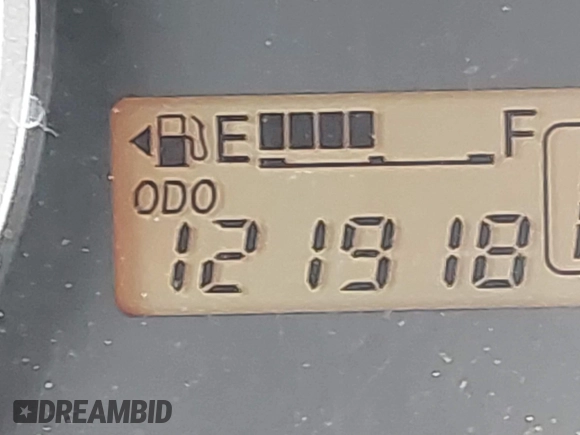 E F
ODO
121918
DREAMBID